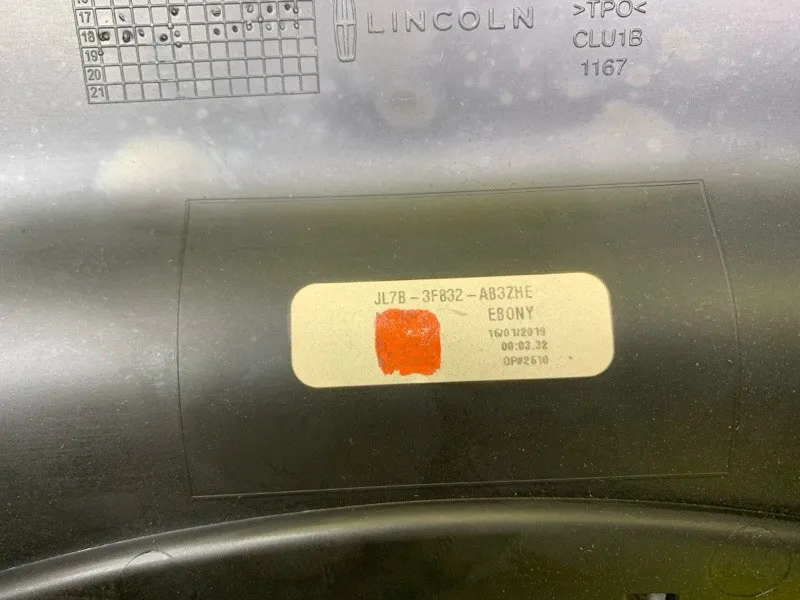 17
18
19
20
21
LINCOLN
>TPO<
CLU1B
1167
JL7B-3F832-AB3ZHE
EBONY
16/01/2019
00:03.32
OP#2610